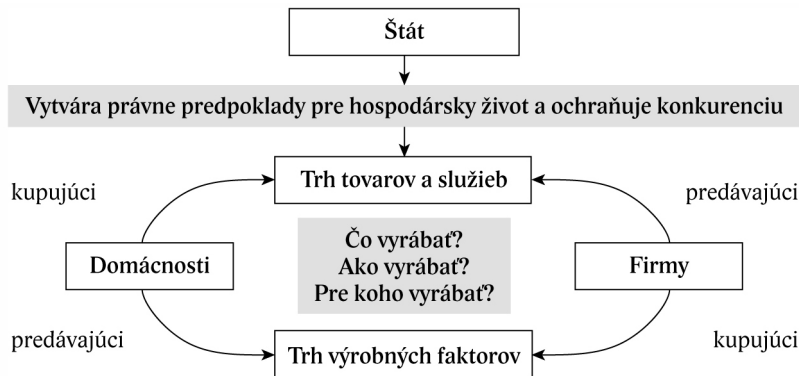 Štát
Vytvára právne predpoklady pre hospodársky život a ochraňuje konkurenciu
Trh tovarov a služieb
kupujúci
predávajúci
Čo vyrábať?
Ako vyrábať?
Pre koho vyrábať?
Domácnosti
Firmy
predávajúci
kupujúci
Trh výrobných faktorov